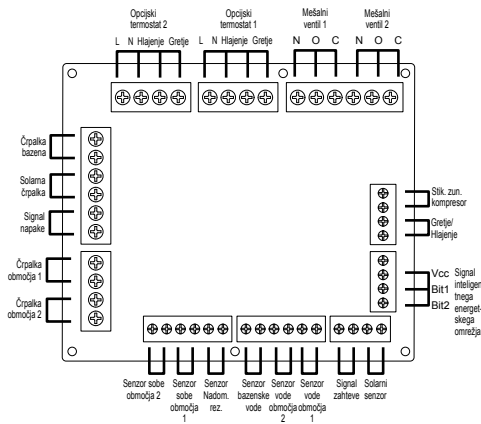 Opcijski
termostat 2
L N Hlajenje Gretje
Opcijski
termostat 1
L N Hlajenje Gretje
Mešalni
ventil 1
N O C
Mešalni
ventil 2
N O C
Črpalka
bazena
Solarna
črpalka
Signal
napake
Črpalka
območja 1
Črpalka
območja 2
Stik. zun.
kompresor
Gretje/
Hlajenje
Vcc
Bit1
Bit2
Signal
inteligen-
tnega
energet-
skega
omrežja
Senzor sobe
območja 2
Senzor
sobe
območja
1
Senzor
Nadom.
rez.
Senzor
bazenske
vode
Senzor
vode
območja
2
Senzor
vode
območja
1
Signal
zahteve
Solarni
senzor